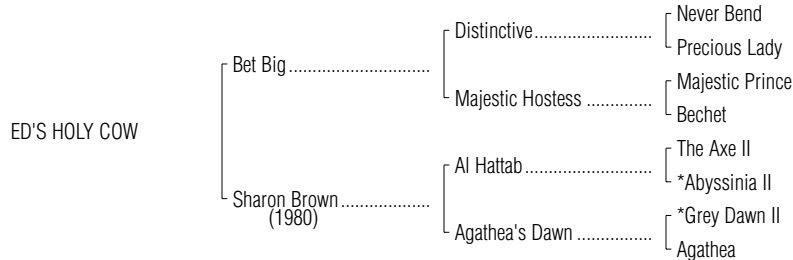 Never Bend
Distinctive..........................
Precious Lady
Bet Big..............................
Majestic Prince
Majestic Hostess ..............
Bechet
ED'S HOLY COW
The Axe II
Al Hattab...........................
*Abyssinia II
Sharon Brown...................
(1980)
*Grey Dawn II
Agathea's Dawn ................
Agathea